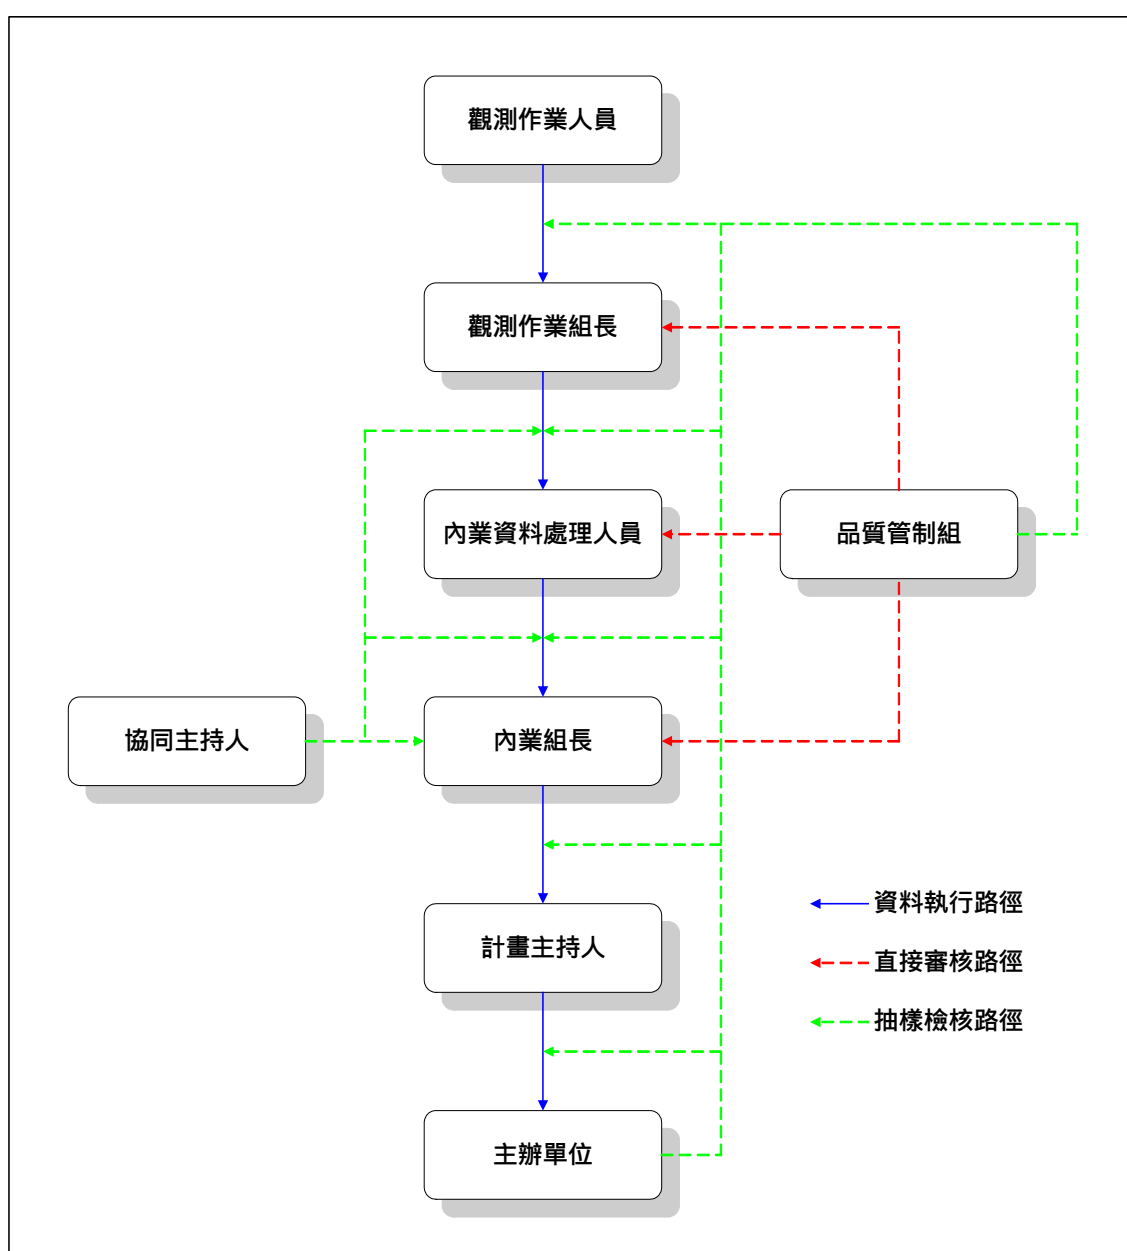 觀測作業人員
觀測作業組長
內業資料處理人員
品質管制組
協同主持人
內業組長
計畫主持人
主辦單位
資料執行路徑
直接審核路徑
抽樣檢核路徑